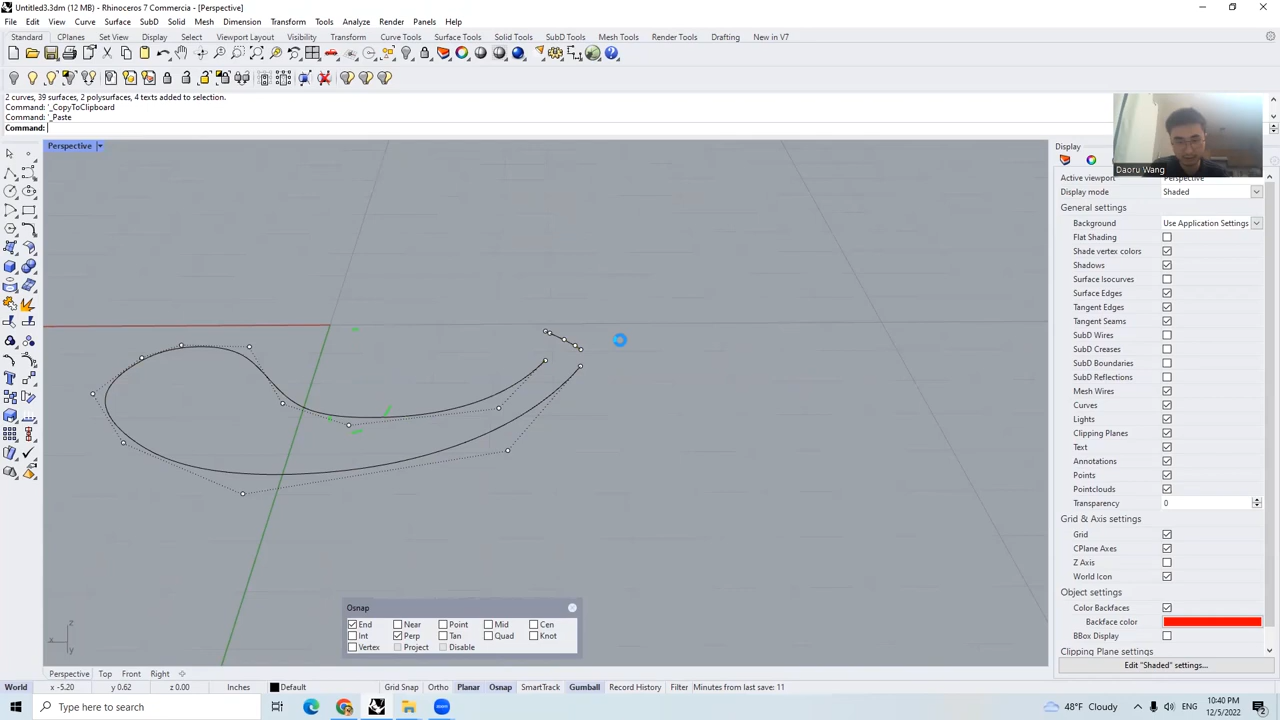 Untitled3.3dm (12 MB) - Rhinoceros 7 Commercia - [Perspective]
File Edit View Curve Surface SubD Solid Mesh Dimension Transform Tools Analyze Render Panels Help
Standard CPlanes Set View Display Select Viewport Layout Visibility Transform Curve Tools Surface Tools Solid Tools SubD Tools Mesh Tools Render Tools Drafting New in V7
2 curves, 39 surfaces, 2 polysurfaces, 4 texts added to selection.
Command: '_CopyToClipboard
Command: '_Paste
Command:
Perspective
Display
Daoru Wang
Active viewport Perspective
Display mode Shaded
General settings
Background Use Application Settings
Flat Shading
Shade vertex colors
Shadows
Surface Isocurves
Surface Edges
Tangent Edges
Tangent Seams
SubD Wires
SubD Creases
SubD Boundaries
SubD Reflections
Mesh Wires
Curves
Lights
Clipping Planes
Text
Annotations
Points
Pointclouds
Transparency 0
Grid & Axis settings
Grid
CPlane Axes
Z Axis
World Icon
Object settings
Color Backfaces
Backface color
BBox Display
Clipping Plane settings
Edit "Shaded" settings...
Osnap
End Near Point Mid Cen
Int Perp Tan Quad Knot
Vertex Project Disable
z
x
y
Perspective Top Front Right
World x -5.20 y 0.62 z 0.00 Inches Default Grid Snap Ortho Planar Osnap SmartTrack Gumball Record History Filter Minutes from last save: 11
Type here to search
48°F Cloudy
ENG
10:40 PM
12/5/2022
2